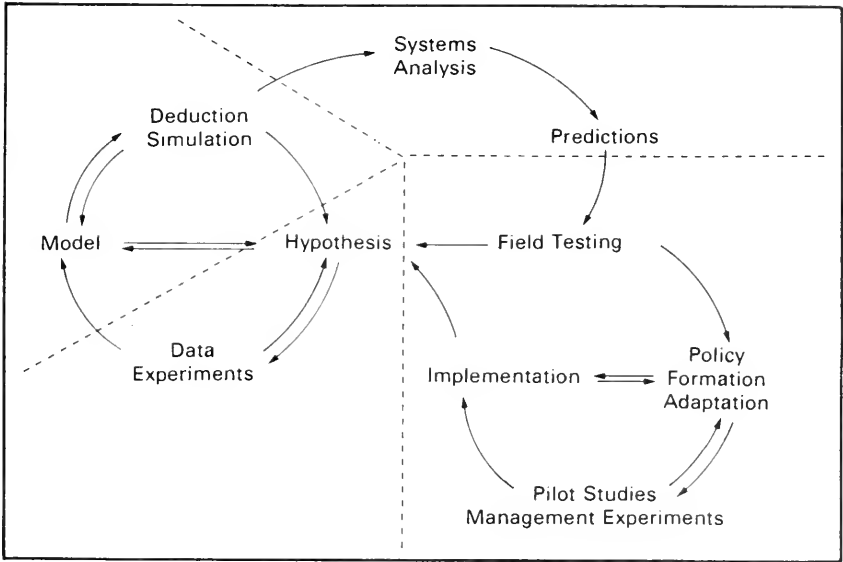 Systems
Analysis
Deduction
Simulation
Predictions
Model
Hypothesis
Field Testing
Data
Experiments
Implementation
Policy
Formation
Adaptation
Pilot Studies
Management Experiments